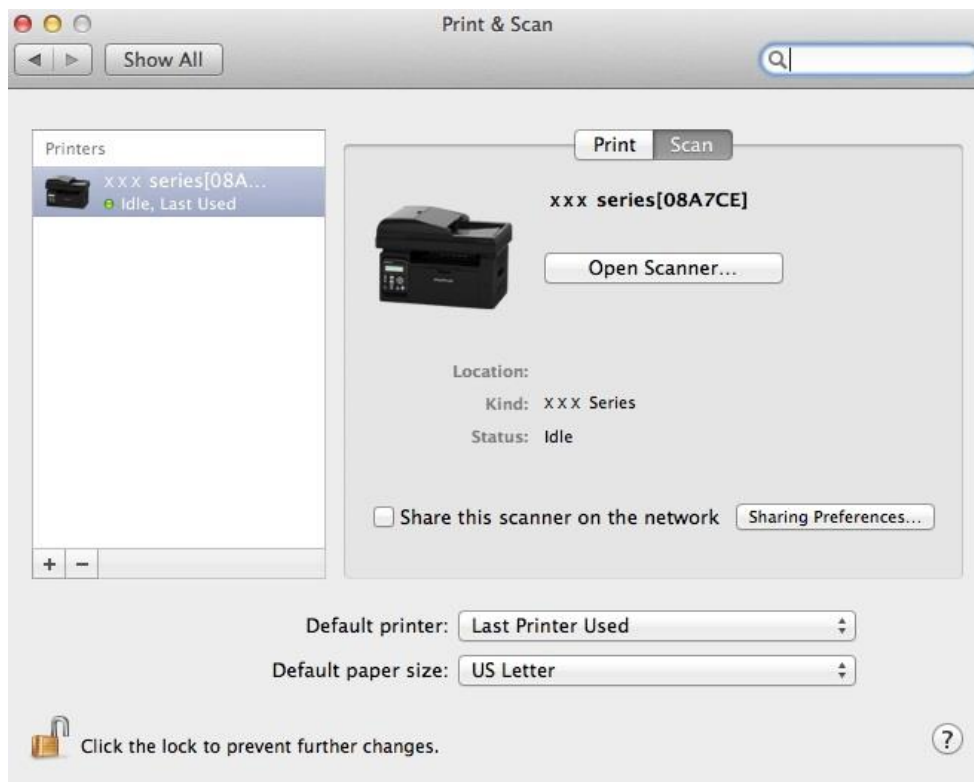 Print & Scan
Show All
Printers
xxx series[08A...
Idle, Last Used
Print Scan
xxx series[08A7CE]
Open Scanner...
Location:
Kind: XXX Series
Status: Idle
Share this scanner on the network Sharing Preferences...
+ −
Default printer: Last Printer Used
Default paper size: US Letter
Click the lock to prevent further changes.
?